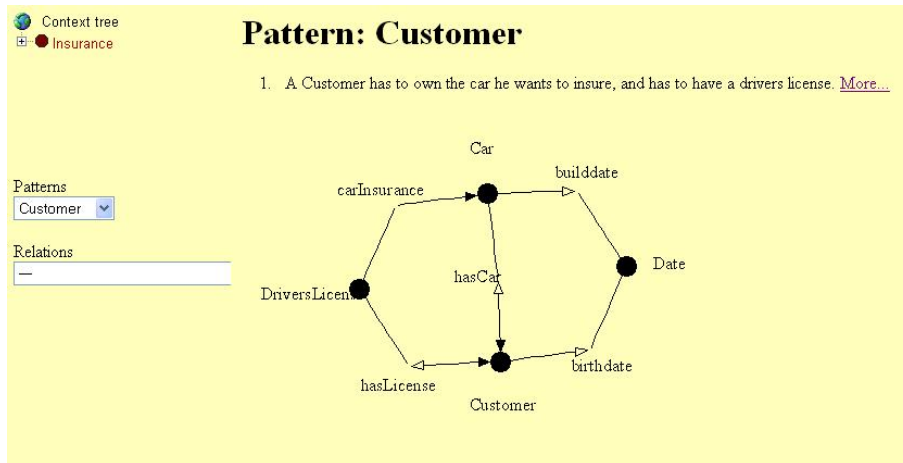 Context tree
Insurance
Pattern: Customer
1. A Customer has to own the car he wants to insure, and has to have a drivers license. More...
Patterns
Customer
Relations
—
Car
builddate
carInsurance
Date
hasCar
DriversLicense
birthdate
hasLicense
Customer